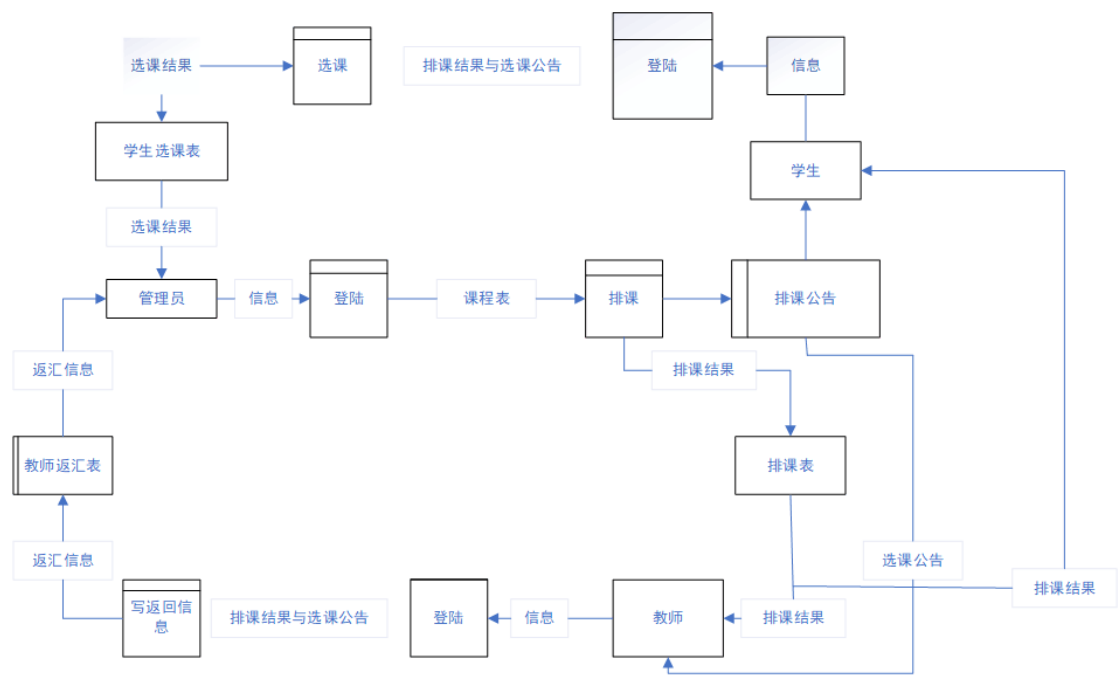 选课结果
选课
排课结果与选课公告
登陆
信息
学生选课表
学生
选课结果
管理员
信息
登陆
课程表
排课
排课公告
返汇信息
排课结果
教师返汇表
排课表
返汇信息
选课公告
排课结果
写返回信
息
排课结果与选课公告
登陆
信息
教师
排课结果